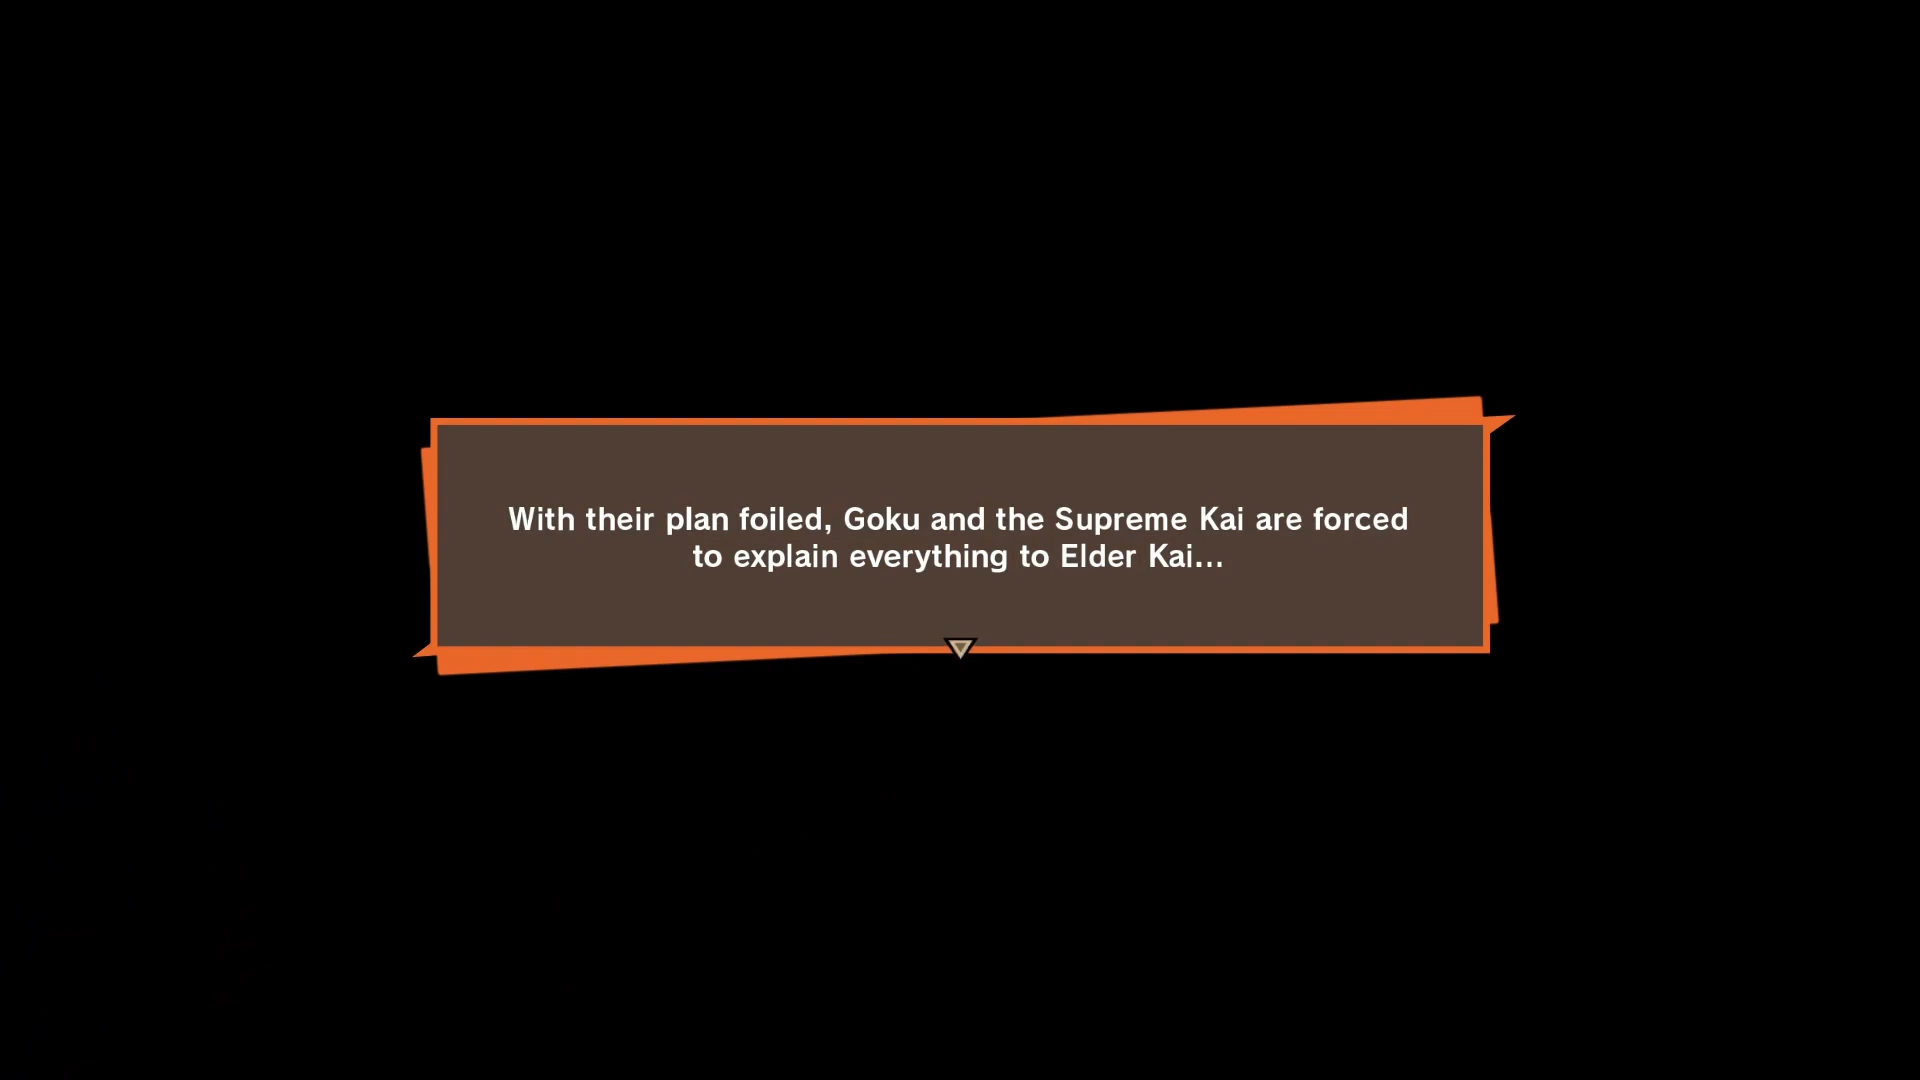 With their plan foiled, Goku and the Supreme Kai are forced
to explain everything to Elder Kai...